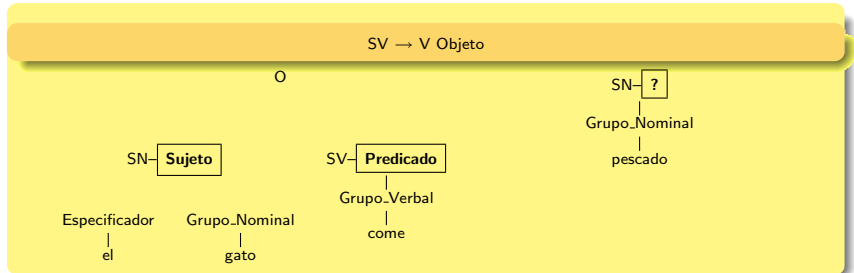 SV → V Objeto
O
SN– ?
Grupo_Nominal
pescado
SN– Sujeto
SV– Predicado
Grupo_Verbal
come
Especificador Grupo_Nominal
el gato